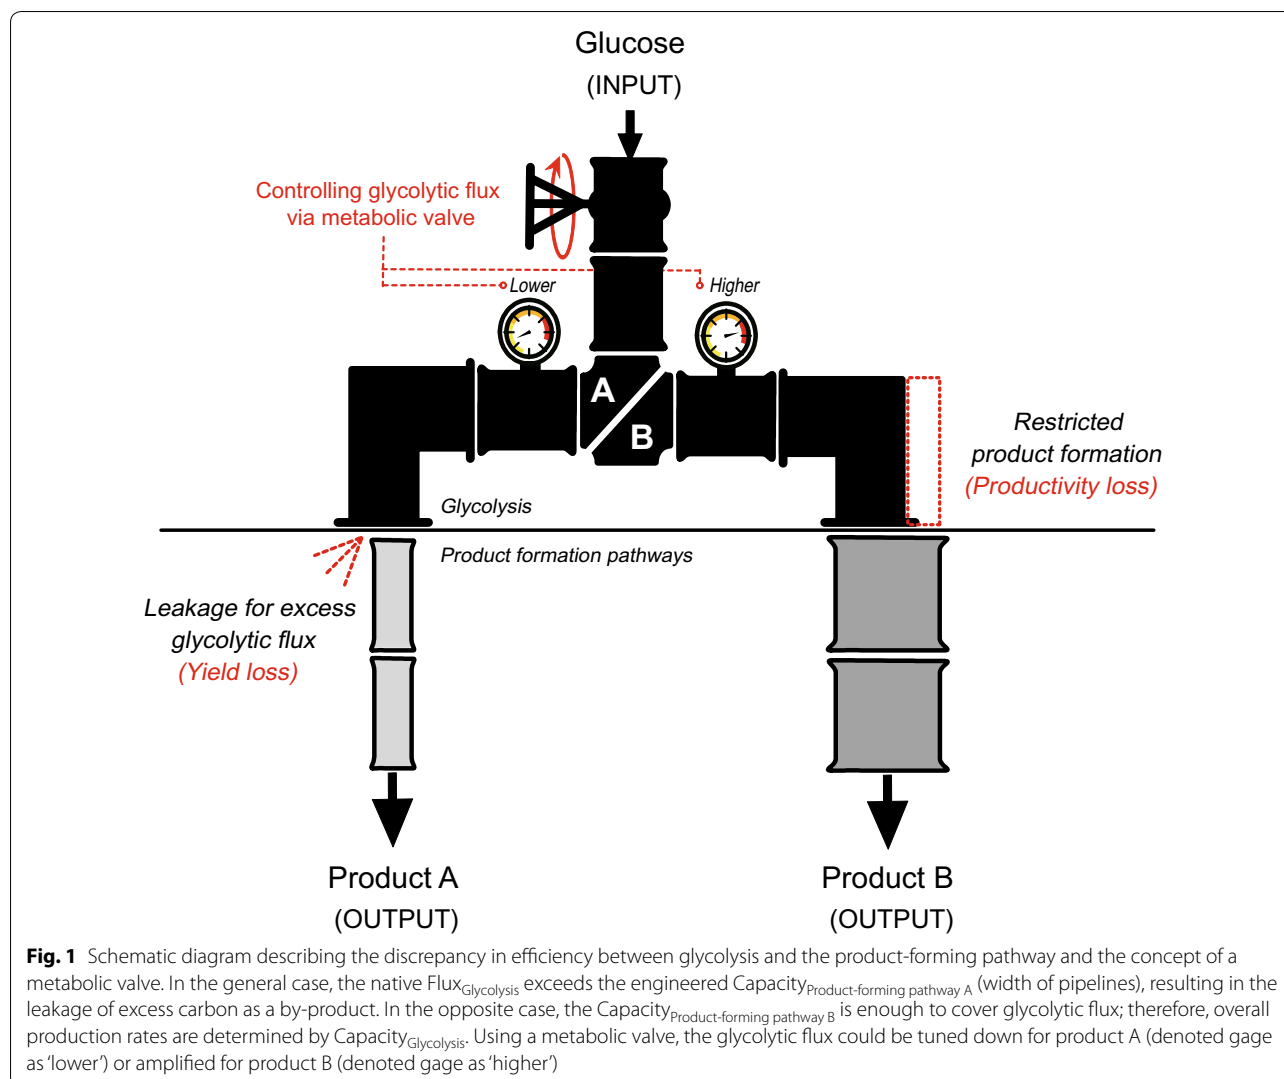 Glucose
(INPUT)
Controlling glycolytic flux
via metabolic valve
Lower
Higher
A
B
Restricted
product formation
(Productivity loss)
Glycolysis
Product formation pathways
Leakage for excess
glycolytic flux
(Yield loss)
Product A
(OUTPUT)
Product B
(OUTPUT)
Fig. 1 Schematic diagram describing the discrepancy in efficiency between glycolysis and the product-forming pathway and the concept of a
metabolic valve. In the general case, the native FluxGlycolysis exceeds the engineered CapacityProduct-forming pathway A (width of pipelines), resulting in the
leakage of excess carbon as a by-product. In the opposite case, the CapacityProduct-forming pathway B is enough to cover glycolytic flux; therefore, overall
production rates are determined by CapacityGlycolysis. Using a metabolic valve, the glycolytic flux could be tuned down for product A (denoted gage
as ‘lower’) or amplified for product B (denoted gage as ‘higher’)